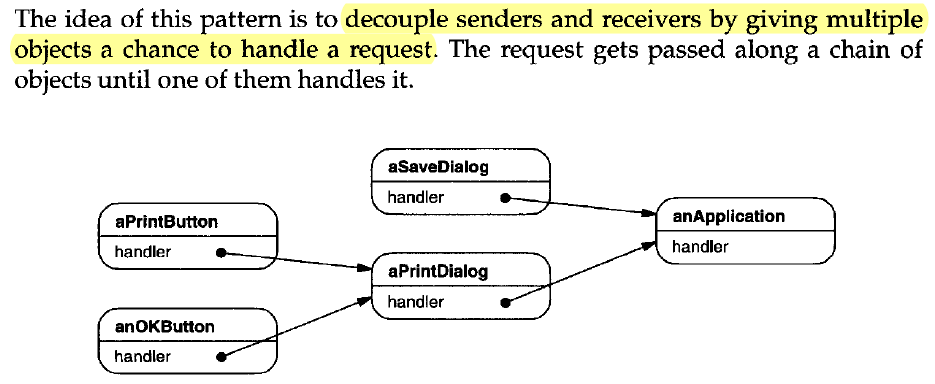 The idea of this pattern is to decouple senders and receivers by giving multiple
objects a chance to handle a request. The request gets passed along a chain of
objects until one of them handles it.
aSaveDialog
handler
aPrintButton
handler
anApplication
handler
aPrintDialog
handler
anOKButton
handler